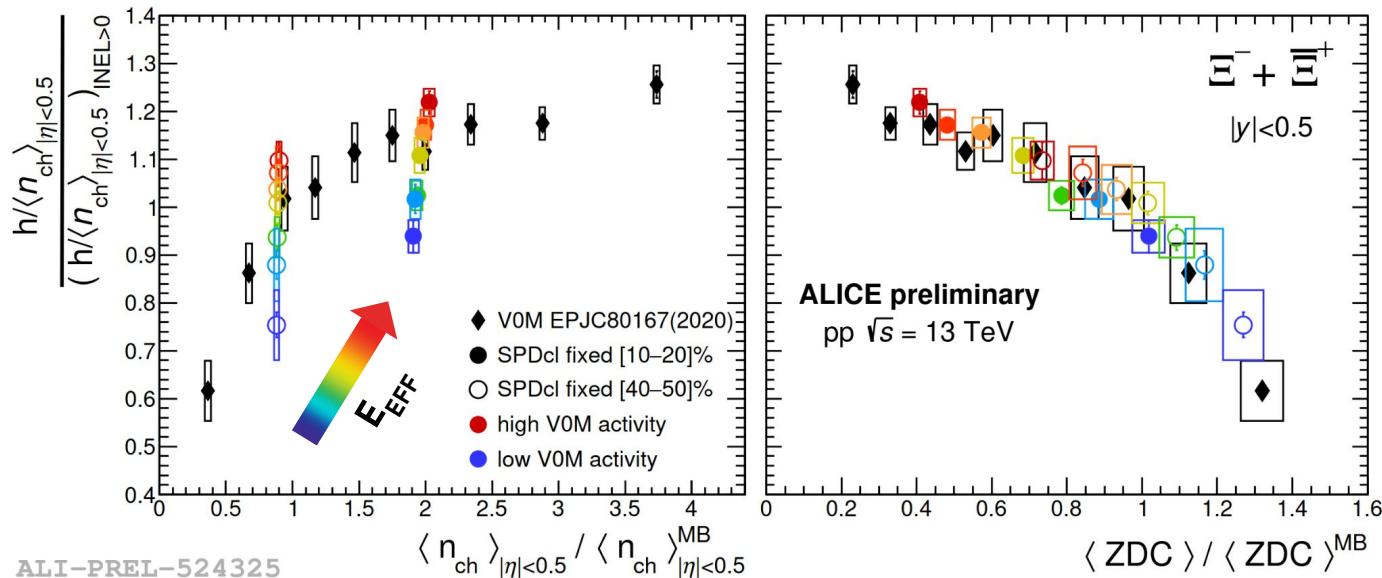 h/⟨n_ch⟩_|η|<0.5
( h/⟨n_ch⟩_|η|<0.5 )_INEL>0
1.4
1.3
1.2
1.1
1
0.9
0.8
0.7
0.6
0.5
0.4
0 0.5 1 1.5 2 2.5 3 3.5 4
⟨ n_ch ⟩_|η|<0.5 / ⟨ n_ch ⟩^MB_|η|<0.5
E_EFF
V0M EPJC80167(2020)
SPDcl fixed [10–20]%
SPDcl fixed [40–50]%
high V0M activity
low V0M activity
Ξ^− + Ξ̅^+
|y|<0.5
ALICE preliminary
pp √s = 13 TeV
0 0.2 0.4 0.6 0.8 1 1.2 1.4 1.6
⟨ ZDC ⟩ / ⟨ ZDC ⟩^MB
ALI-PREL-524325